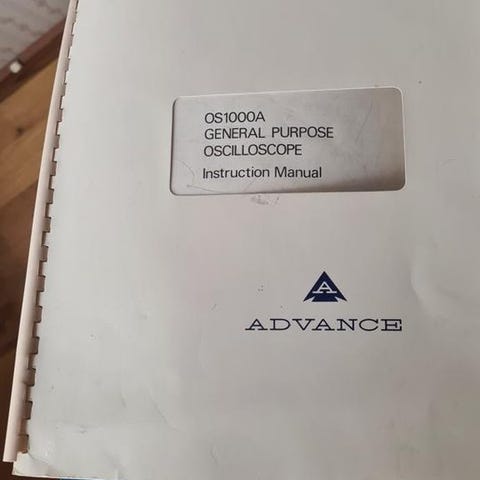 OS1000A
GENERAL PURPOSE
OSCILLOSCOPE
Instruction Manual
A
ADVANCE